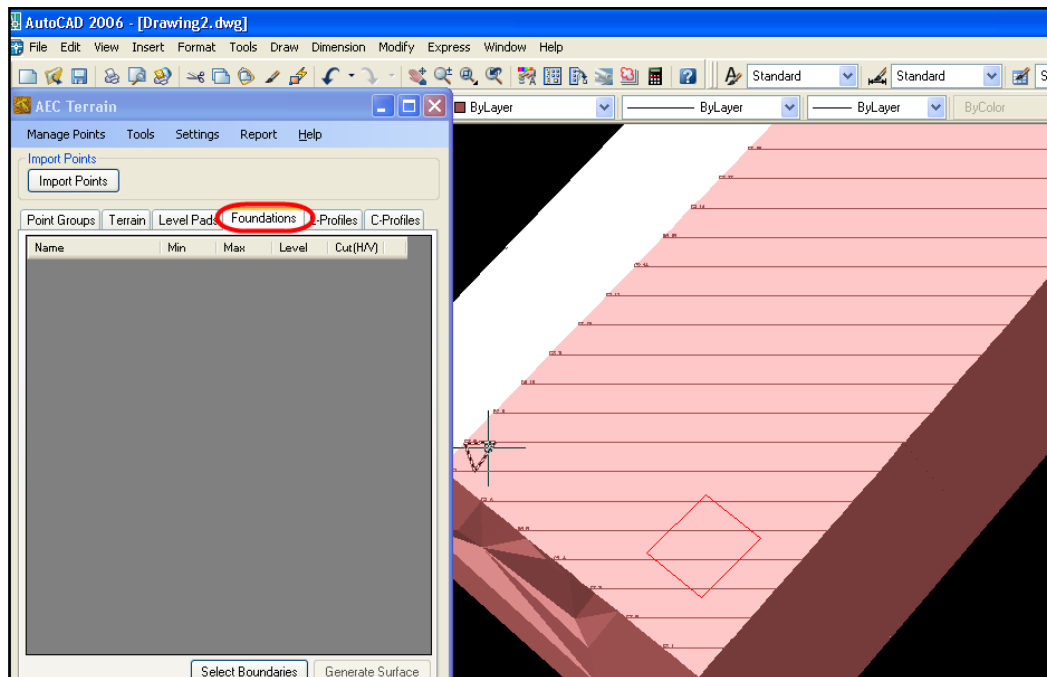 AutoCAD 2006 - [Drawing2.dwg]
File Edit View Insert Format Tools Draw Dimension Modify Express Window Help
Standard Standard S
AEC Terrain
ByLayer ByLayer ByLayer ByColor
Manage Points Tools Settings Report Help
Import Points
Import Points
Point Groups Terrain Level Pads Foundations -Profiles C-Profiles
Name Min Max Level Cut(H/V)
Select Boundaries Generate Surface